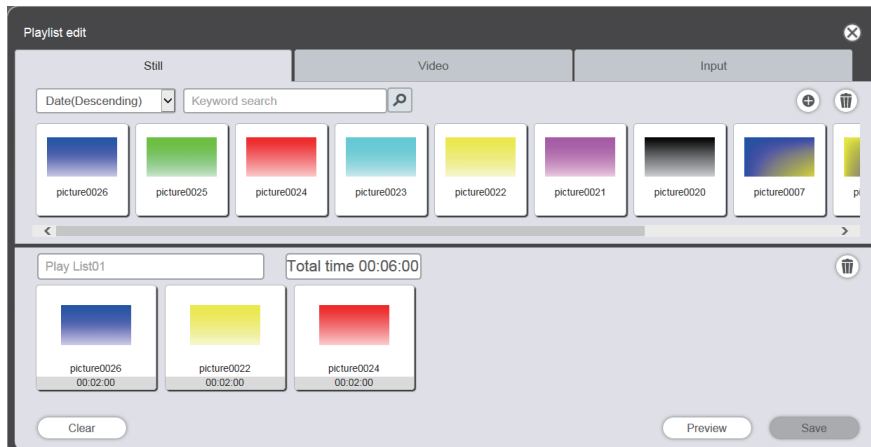 Playlist edit
Still
Video
Input
Date(Descending)
Keyword search
picture0026
picture0025
picture0024
picture0023
picture0022
picture0021
picture0020
picture0007
Play List01
Total time 00:06:00
picture0026
picture0022
picture0024
00:02:00
00:02:00
00:02:00
Clear
Preview
Save